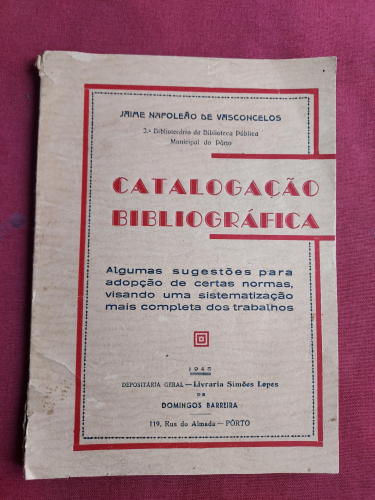 JAIME NAPOLEÃO DE VASCONCELOS
2.º Bibliotecário da Biblioteca Pública
Municipal do Pôrto
CATALOGAÇÃO
BIBLIOGRÁFICA
Algumas sugestões para
adopção de certas normas,
visando uma sistematização
mais completa dos trabalhos
1945
DEPOSITÁRIA GERAL — Livraria Simões Lopes
DE
DOMINGOS BARREIRA
119, Rua do Almada — PÔRTO